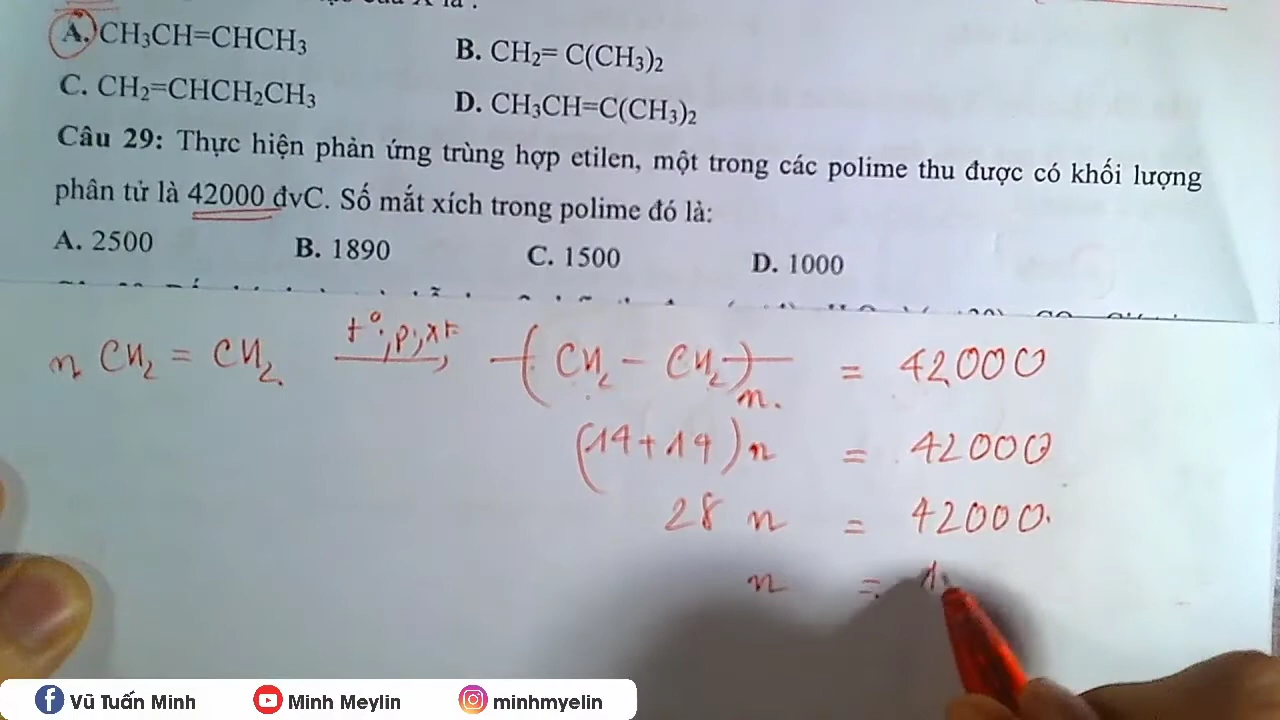 A. CH₃CH=CHCH₃
B. CH₂= C(CH₃)₂
C. CH₂=CHCH₂CH₃
D. CH₃CH=C(CH₃)₂
Câu 29: Thực hiện phản ứng trùng hợp etilen, một trong các polime thu được có khối lượng
phân tử là 42000 đvC. Số mắt xích trong polime đó là:
A. 2500 B. 1890 C. 1500 D. 1000
n CH₂ = CH₂ t°, p, xt (CH₂ - CH₂)n = 42000
(14+14)n = 42000
28 n = 42000.
n = 1
Vũ Tuấn Minh Minh Meylin minhmyelin